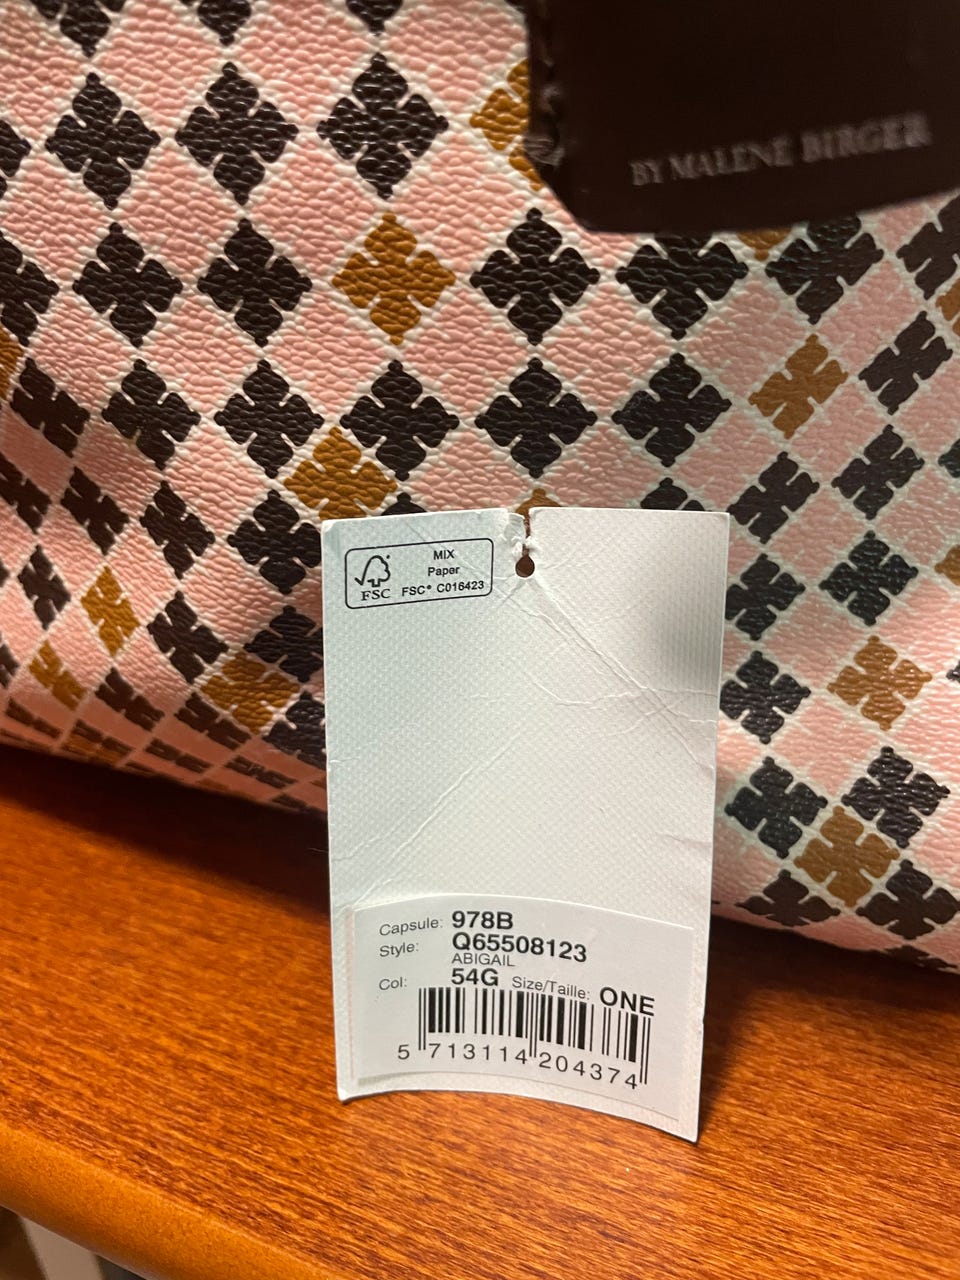 BY MALENE BIRGER
MIX
Paper
FSC® C016423
FSC
Capsule: 978B
Style: Q65508123
ABIGAIL
Col: 54G Size/Taille: ONE
5 713114 204374